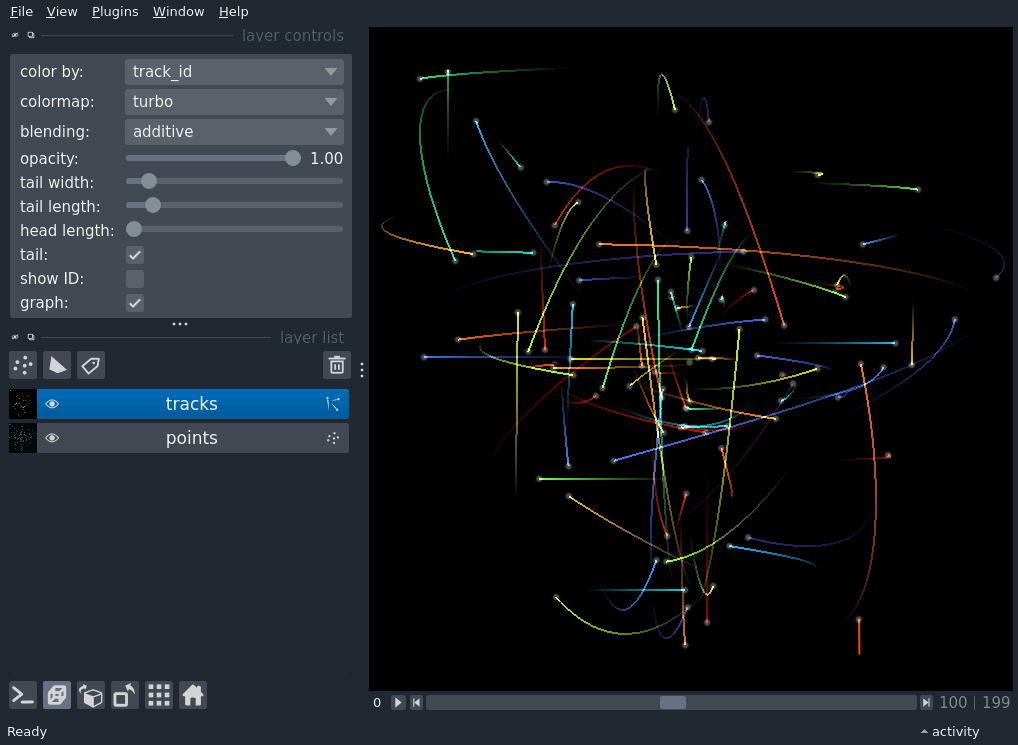 File View Plugins Window Help
layer controls
color by: track_id
colormap: turbo
blending: additive
opacity: 1.00
tail width:
tail length:
head length:
tail:
show ID:
graph:
layer list
tracks
points
0 100 | 199
Ready activity